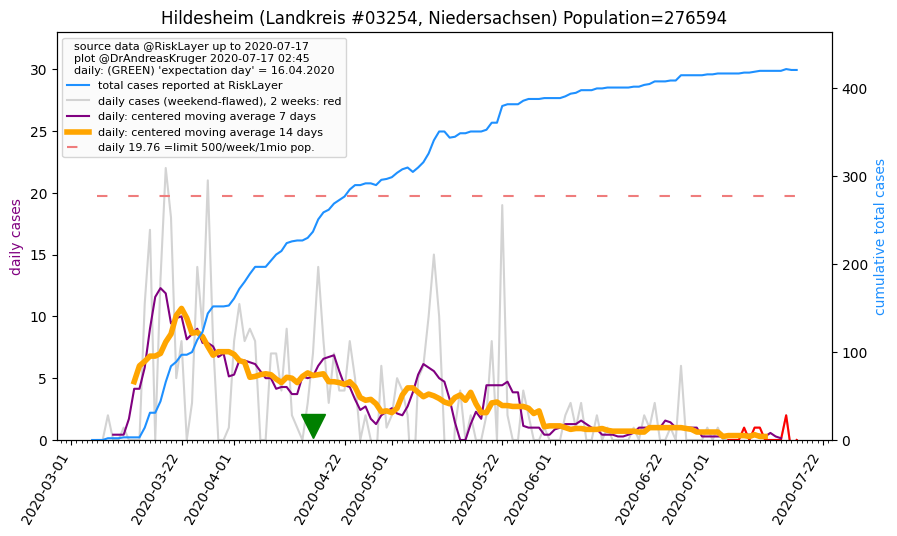 Hildesheim (Landkreis #03254, Niedersachsen) Population=276594
source data @RiskLayer up to 2020-07-17
plot @DrAndreasKruger 2020-07-17 02:45
daily: (GREEN) 'expectation day' = 16.04.2020
total cases reported at RiskLayer
daily cases (weekend-flawed), 2 weeks: red
daily: centered moving average 7 days
daily: centered moving average 14 days
daily 19.76 =limit 500/week/1mio pop.
daily cases
30
25
20
15
10
5
0
cumulative total cases
400
300
200
100
0
2020-03-01
2020-03-22
2020-04-01
2020-04-22
2020-05-01
2020-05-22
2020-06-01
2020-06-22
2020-07-01
2020-07-22